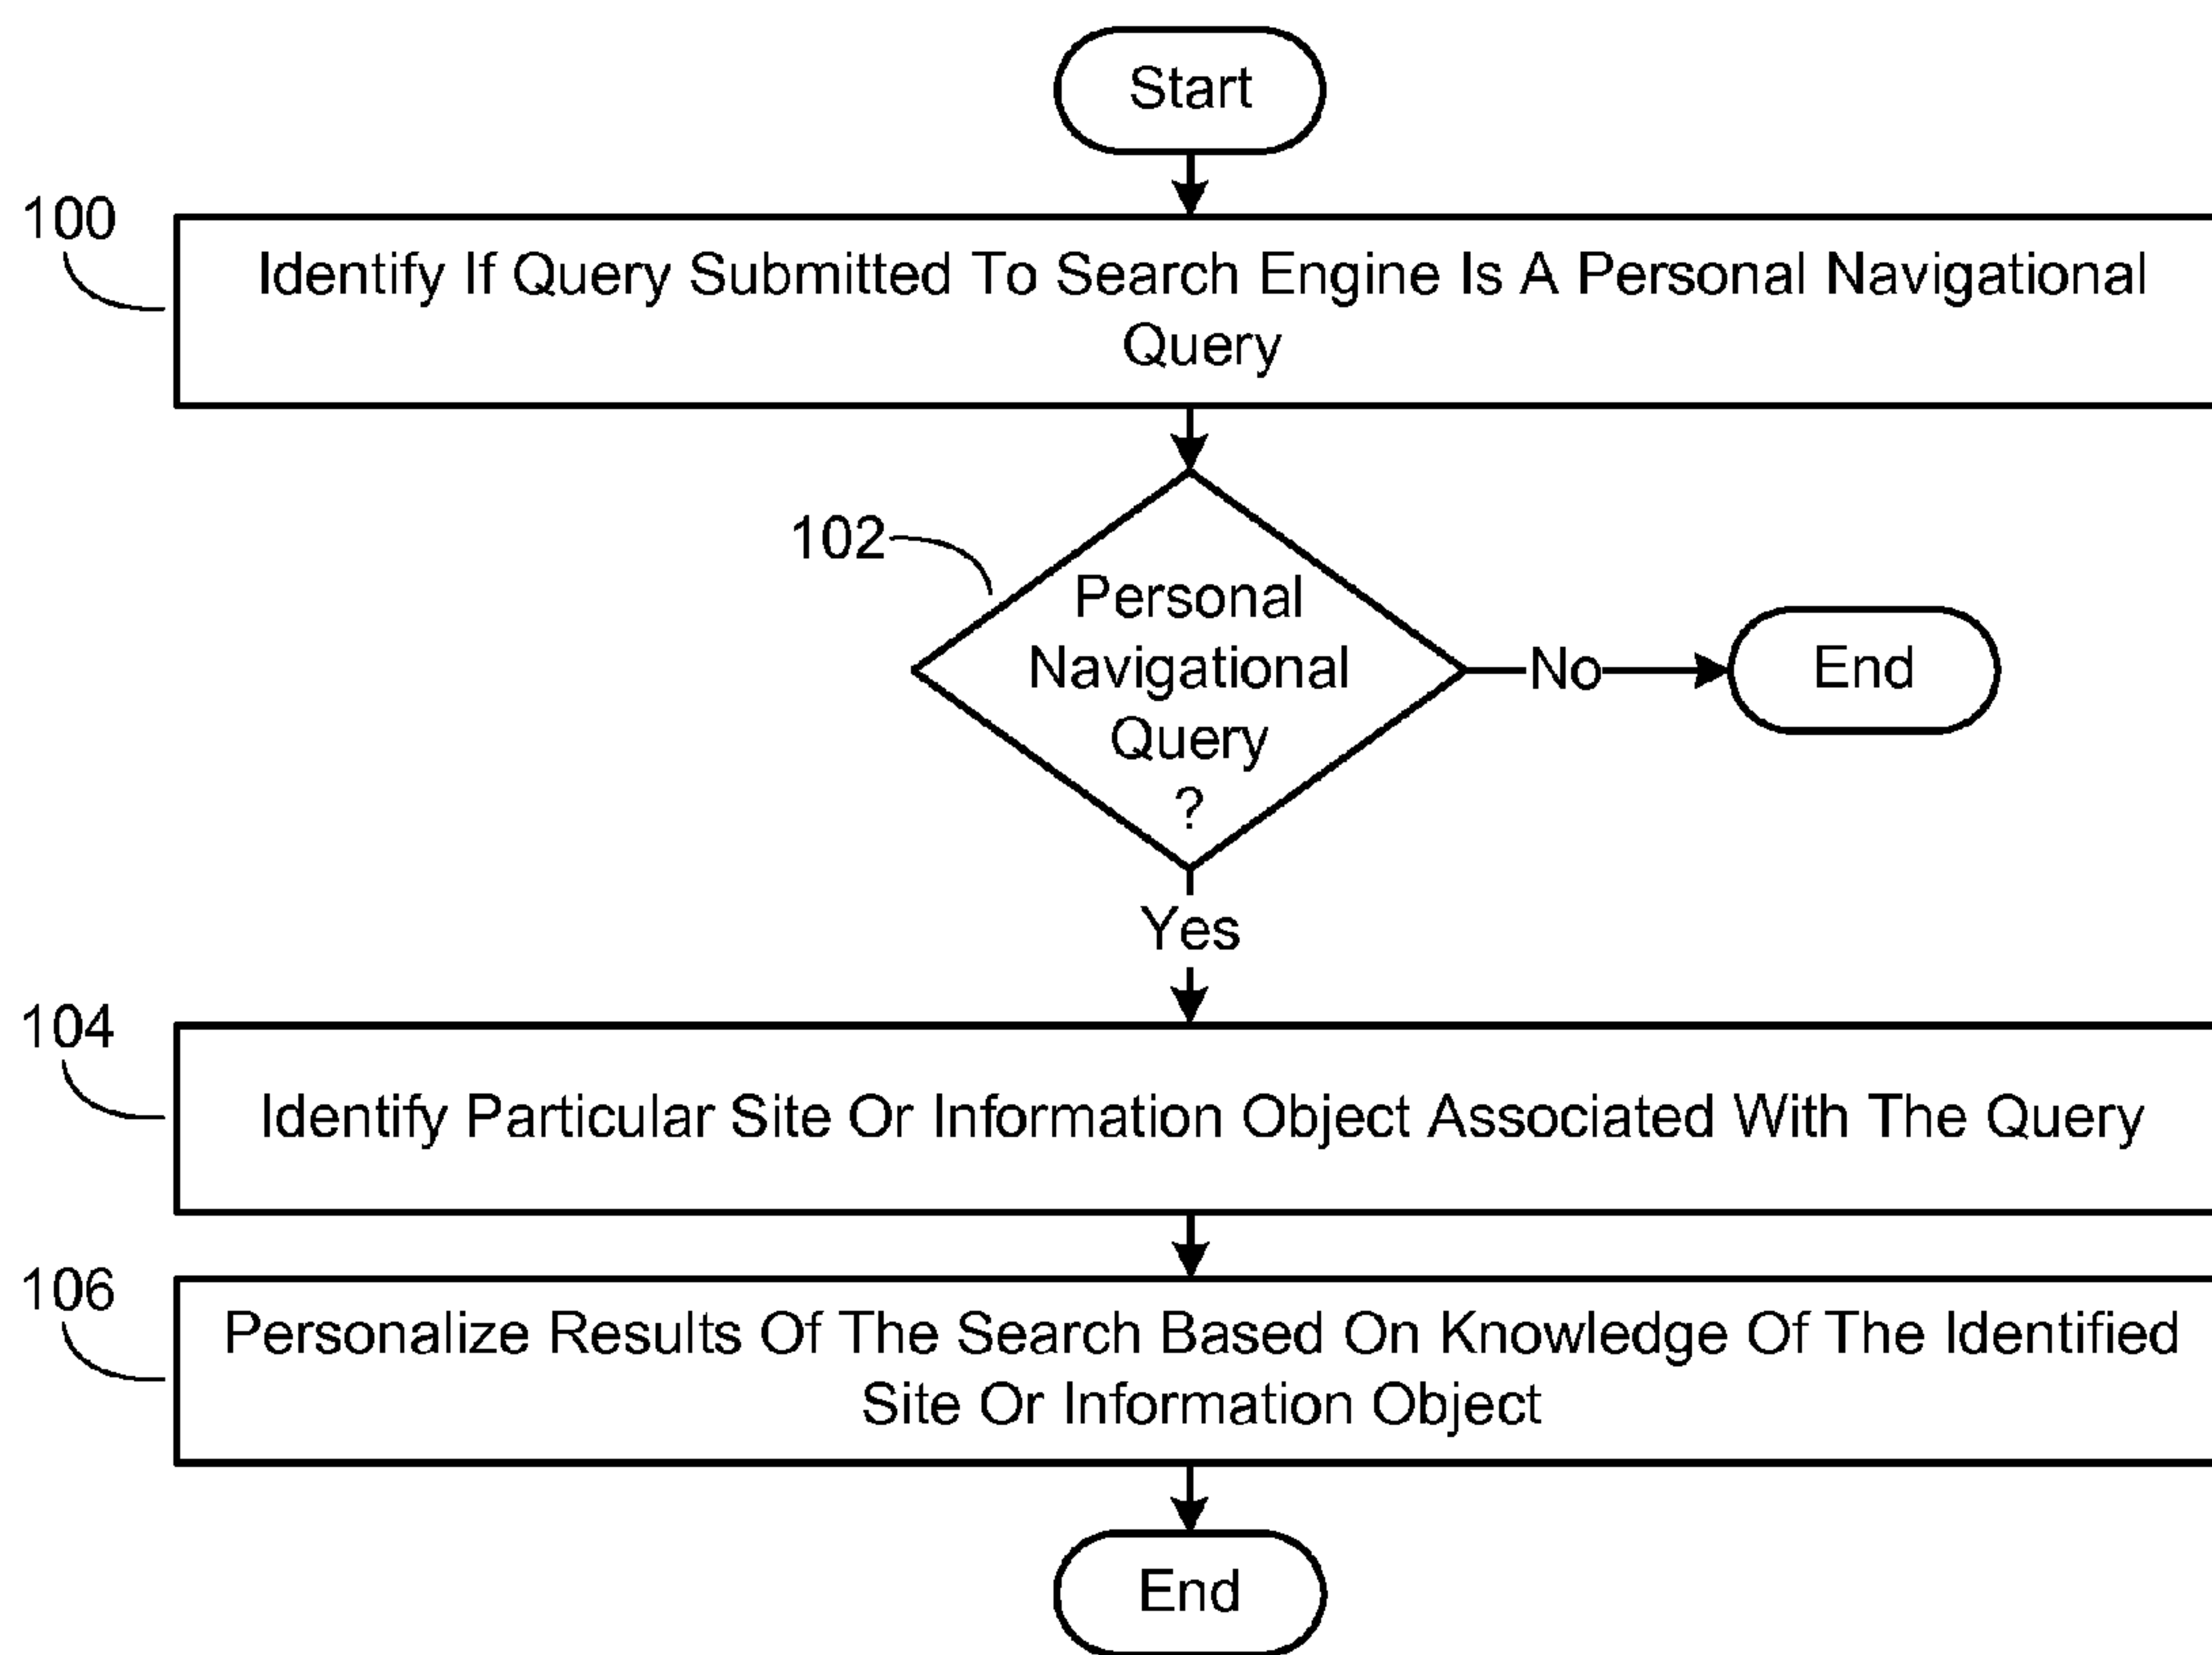 Start
100
Identify If Query Submitted To Search Engine Is A Personal Navigational
Query
102
Personal
Navigational
Query
?
No
End
Yes
104
Identify Particular Site Or Information Object Associated With The Query
106
Personalize Results Of The Search Based On Knowledge Of The Identified
Site Or Information Object
End